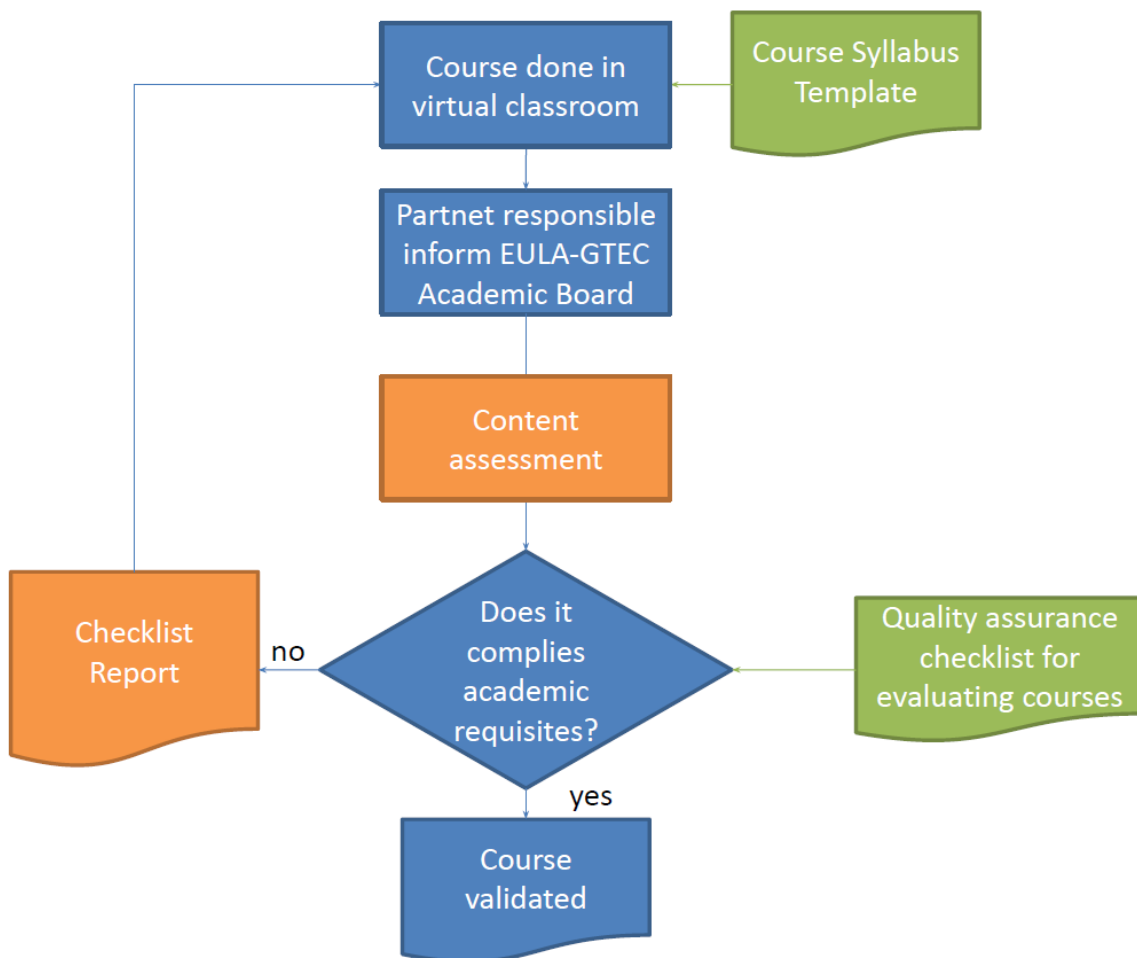 Course done in
virtual classroom
Course Syllabus
Template
Partnet responsible
inform EULA-GTEC
Academic Board
Content
assessment
Does it
complies
academic
requisites?
no
Checklist
Report
Quality assurance
checklist for
evaluating courses
yes
Course
validated